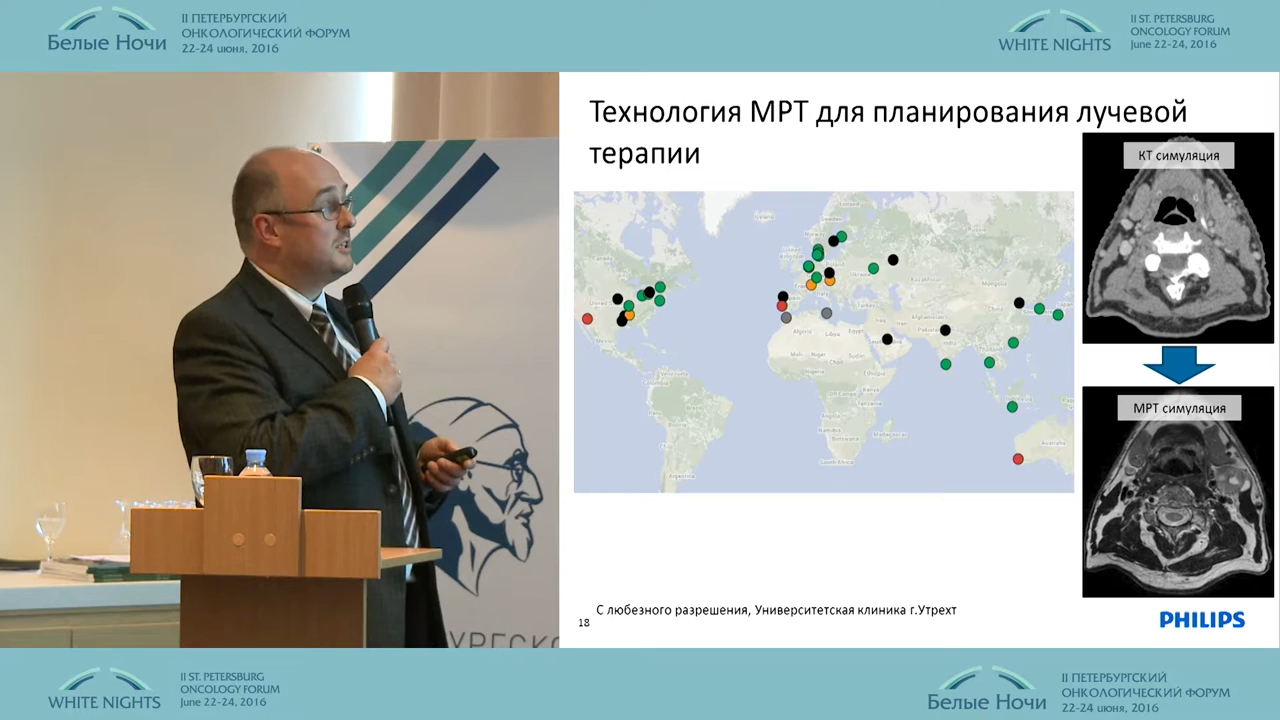 Белые Ночи
II ПЕТЕРБУРГСКИЙ
ОНКОЛОГИЧЕСКИЙ ФОРУМ
22-24 июня, 2016
WHITE NIGHTS
II ST. PETERSBURG
ONCOLOGY FORUM
June 22-24, 2016
Технология МРТ для планирования лучевой
терапии
КТ симуляция
МРТ симуляция
С любезного разрешения, Университетская клиника г.Утрехт
18
PHILIPS
УРГСК
WHITE NIGHTS
II ST. PETERSBURG
ONCOLOGY FORUM
June 22-24, 2016
Белые Ночи
II ПЕТЕРБУРГСКИЙ
ОНКОЛОГИЧЕСКИЙ ФОРУМ
22-24 июня, 2016